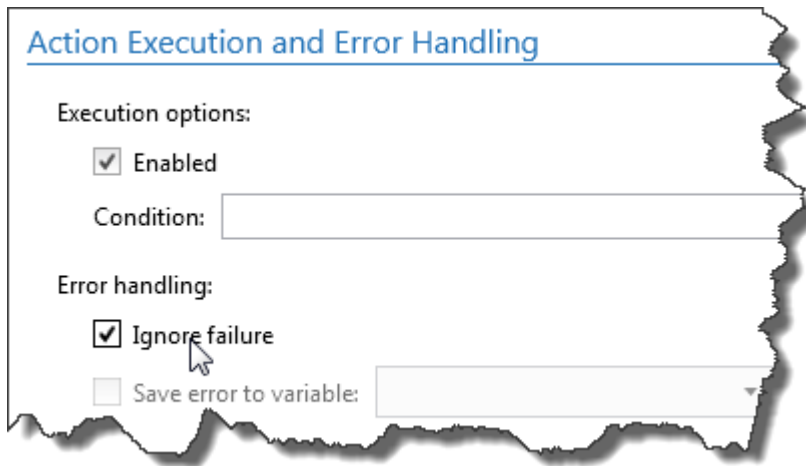 Action Execution and Error Handling
Execution options:
Enabled
Condition:
Error handling:
Ignore failure
Save error to variable: